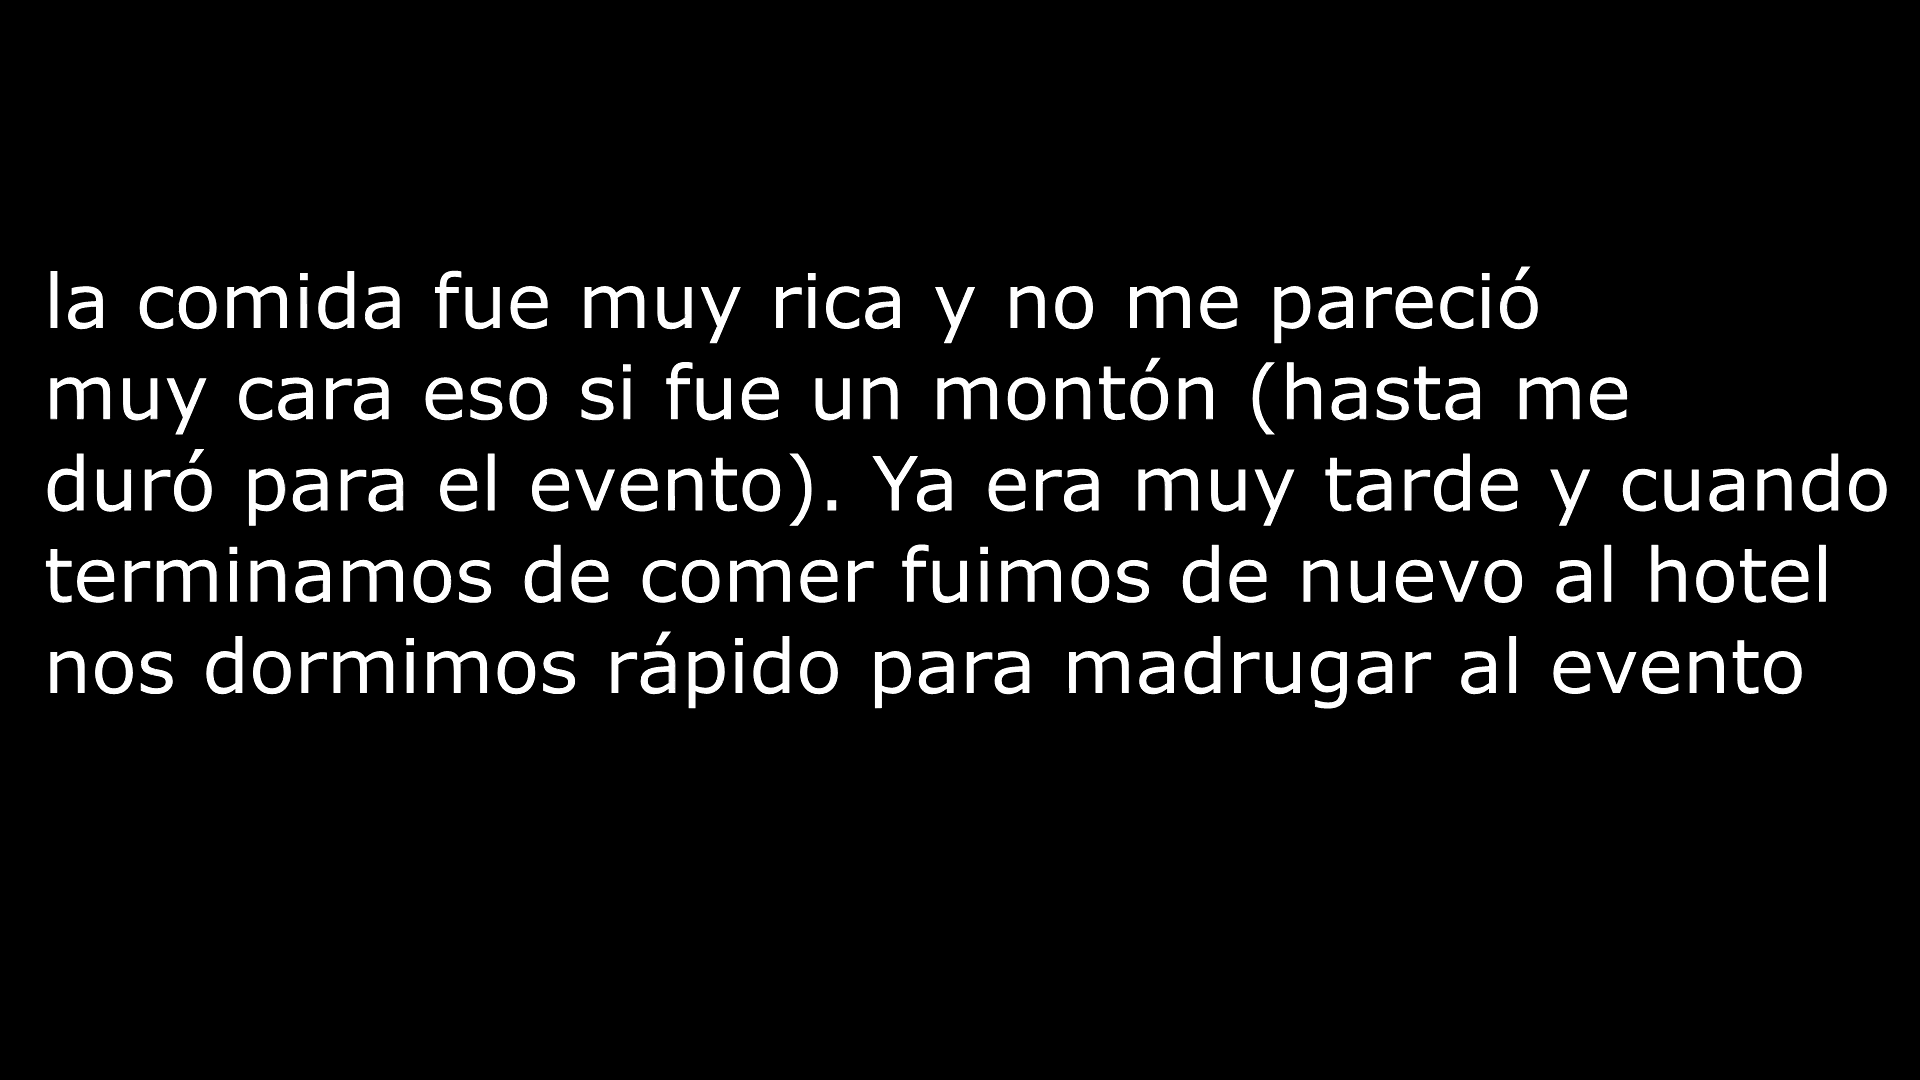 la comida fue muy rica y no me pareció
muy cara eso si fue un montón (hasta me
duró para el evento). Ya era muy tarde y cuando
terminamos de comer fuimos de nuevo al hotel
nos dormimos rápido para madrugar al evento